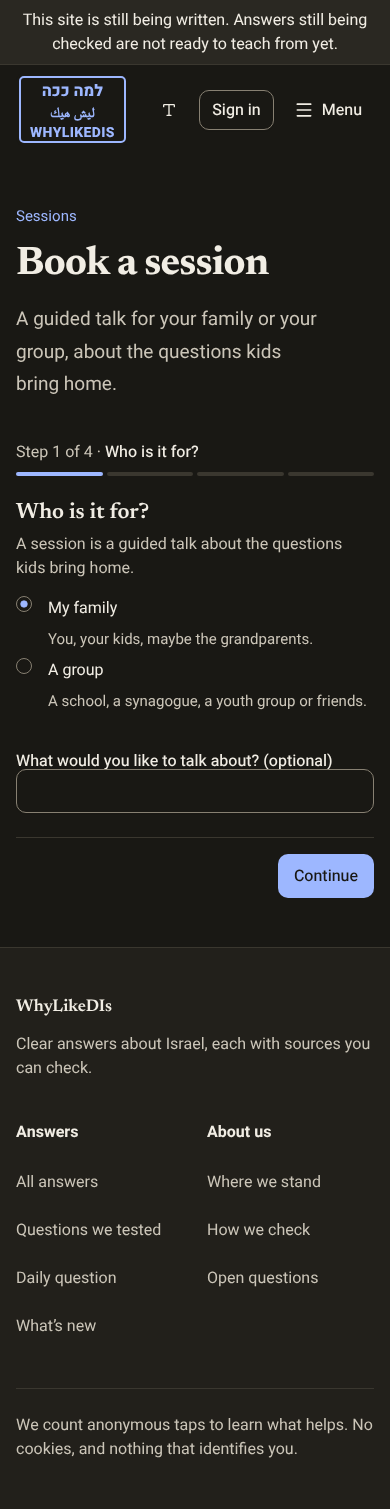 This site is still being written. Answers still being
checked are not ready to teach from yet.
למה ככה
ليش هيك
WHYLIKEDIS
T
Sign in
Menu
Sessions
Book a session
A guided talk for your family or your
group, about the questions kids
bring home.
Step 1 of 4 · Who is it for?
Who is it for?
A session is a guided talk about the questions
kids bring home.
My family
You, your kids, maybe the grandparents.
A group
A school, a synagogue, a youth group or friends.
What would you like to talk about? (optional)
Continue
WhyLikeDIs
Clear answers about Israel, each with sources you
can check.
Answers
About us
All answers
Where we stand
Questions we tested
How we check
Daily question
Open questions
What's new
We count anonymous taps to learn what helps. No
cookies, and nothing that identifies you.